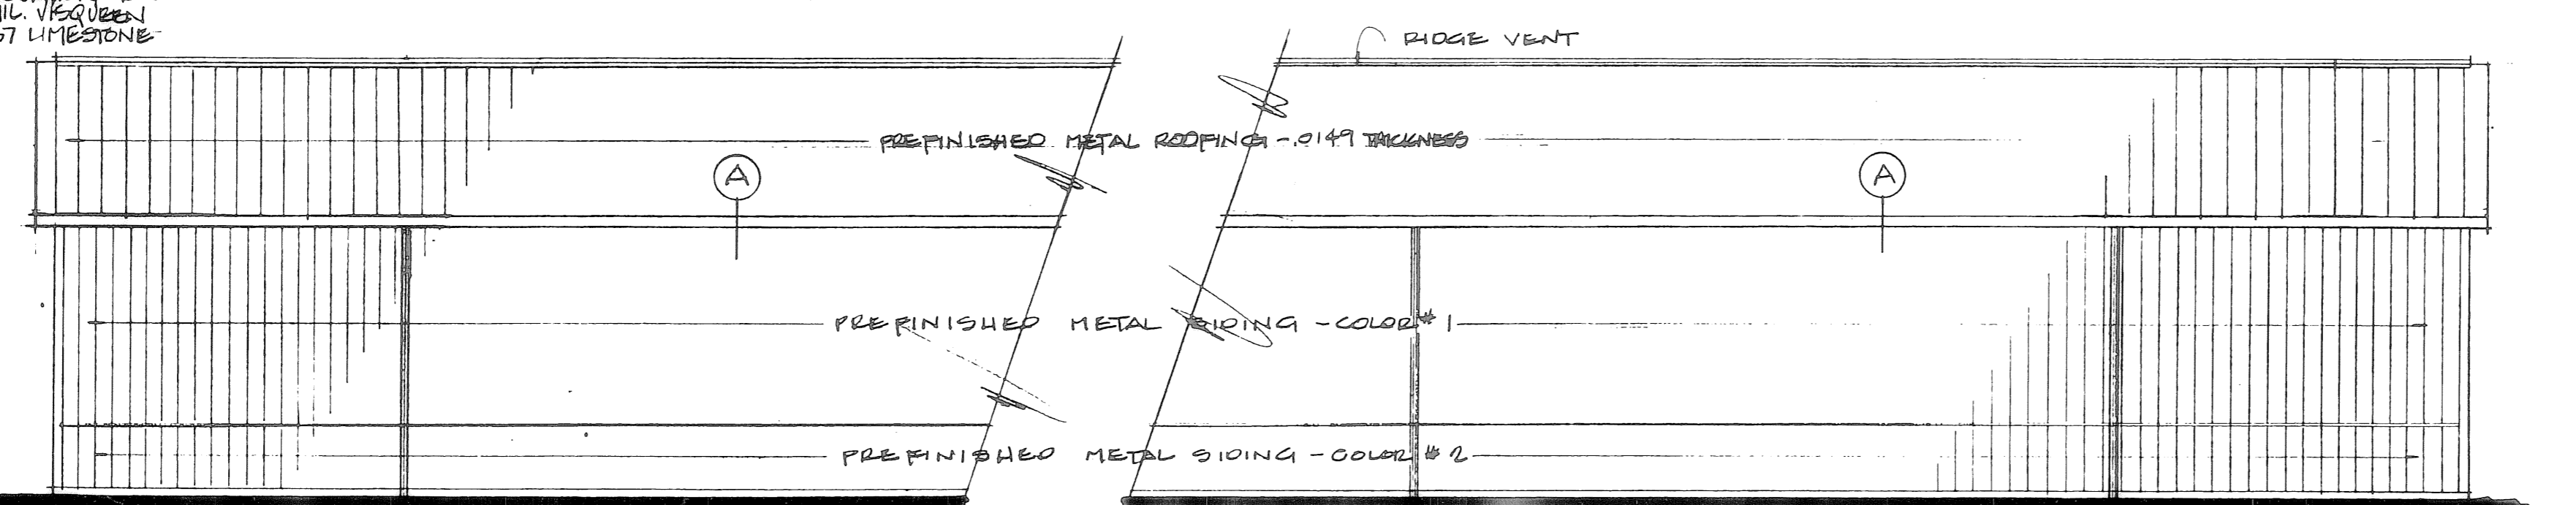 MIL. VISQUEEN
57 LIMESTONE
RIDGE VENT
PREFINISHED METAL ROOFING - .0149 THICKNESS
A
A
PREFINISHED METAL SIDING - COLOR # 1
PREFINISHED METAL SIDING - COLOR # 2